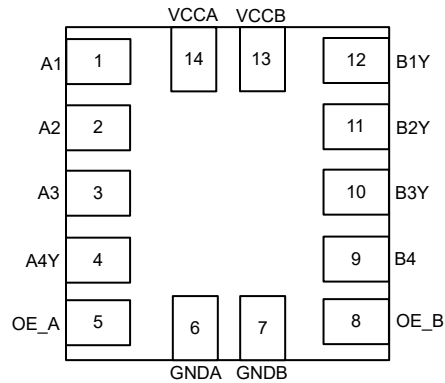 VCCA VCCB
A1 1 14 13 12 B1Y
A2 2 11 B2Y
A3 3 10 B3Y
A4Y 4 9 B4
OE_A 5 6 7 8 OE_B
GNDA GNDB